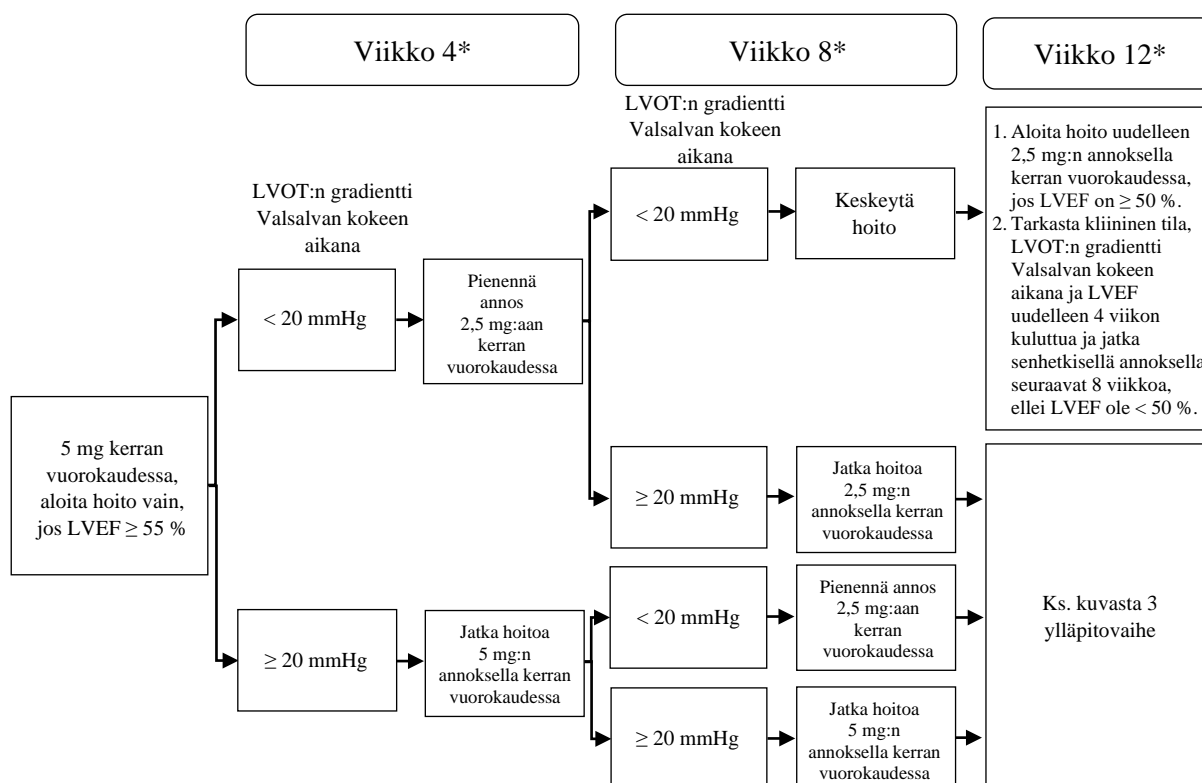 Viikko 4*
Viikko 8*
Viikko 12*
5 mg kerran
vuorokaudessa,
aloita hoito vain,
jos LVEF ≥ 55 %
LVOT:n gradientti
Valsalvan kokeen
aikana
< 20 mmHg
Pienennä
annos
2,5 mg:aan
kerran
vuorokaudessa
≥ 20 mmHg
Jatka hoitoa
5 mg:n
annoksella kerran
vuorokaudessa
LVOT:n gradientti
Valsalvan kokeen
aikana
< 20 mmHg
Keskeytä
hoito
≥ 20 mmHg
Jatka hoitoa
2,5 mg:n
annoksella kerran
vuorokaudessa
< 20 mmHg
Pienennä annos
2,5 mg:aan
kerran
vuorokaudessa
≥ 20 mmHg
Jatka hoitoa
5 mg:n
annoksella kerran
vuorokaudessa
1. Aloita hoito uudelleen
2,5 mg:n annoksella
kerran vuorokaudessa,
jos LVEF on ≥ 50 %.
2. Tarkasta kliininen tila,
LVOT:n gradientti
Valsalvan kokeen
aikana ja LVEF
uudelleen 4 viikon
kuluttua ja jatka
senhetkisellä annoksella
seuraavat 8 viikkoa,
ellei LVEF ole < 50 %.
Ks. kuvasta 3
ylläpitovaihe